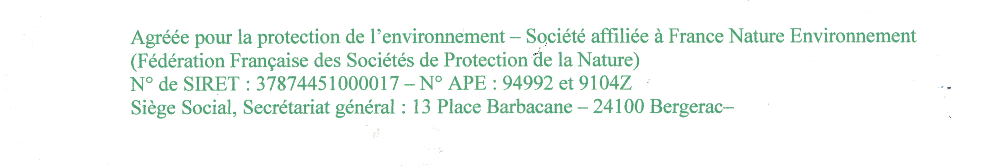 Agréée pour la protection de l’environnement – Société affiliée à France Nature Environnement
(Fédération Française des Sociétés de Protection de la Nature)
N° de SIRET : 37874451000017 – N° APE : 94992 et 9104Z
Siège Social, Secrétariat général : 13 Place Barbacane – 24100 Bergerac–